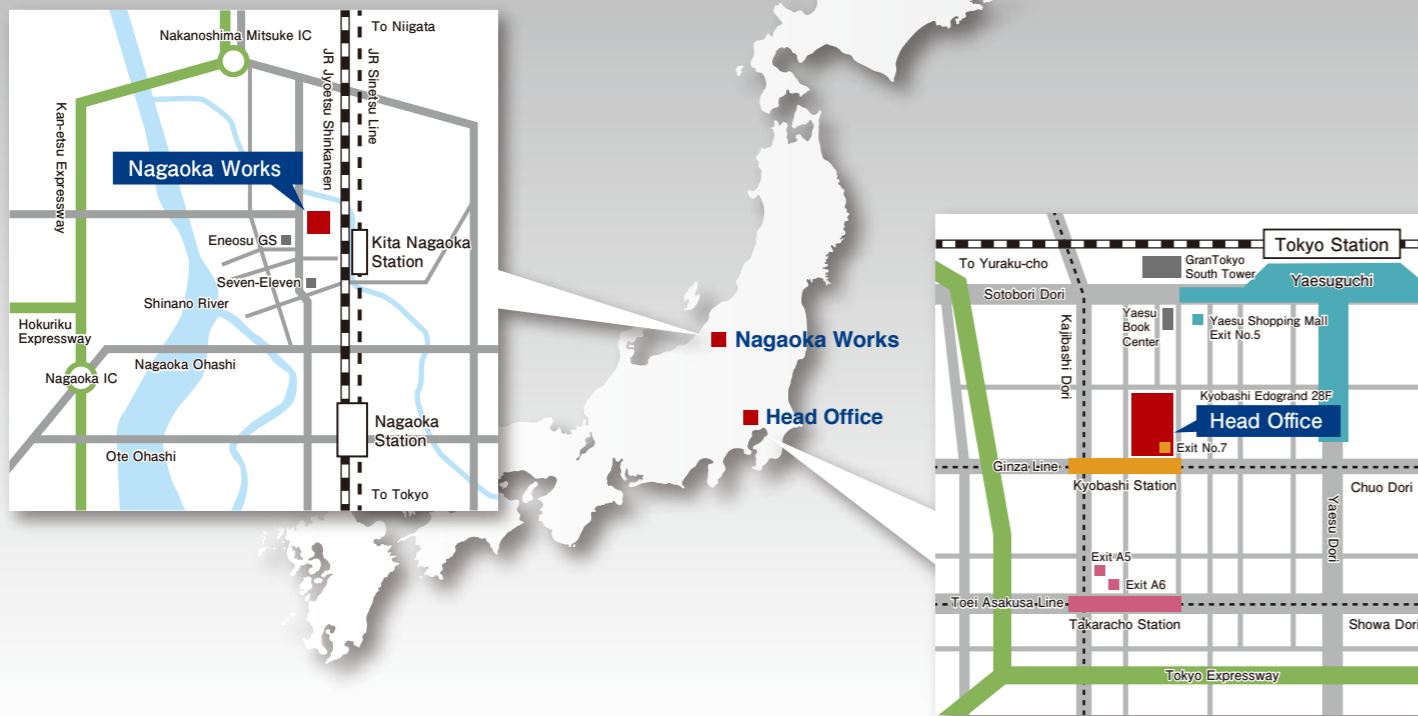 Nakanoshima Mitsuke IC
To Niigata
JR Jyoetsu Shinkansen
JR Sinetsu Line
Kan-etsu Expressway
Nagaoka Works
Eneosu GS
Kita Nagaoka
Station
Seven-Eleven
Shinano River
Hokuriku
Expressway
Nagaoka Ohashi
Nagaoka IC
Nagaoka
Station
Ote Ohashi
To Tokyo
Nagaoka Works
Head Office
Tokyo Station
To Yuraku-cho
GranTokyo
South Tower
Yaesuguchi
Sotobori Dori
Kajibashi Dori
Yaesu
Book
Center
Yaesu Shopping Mall
Exit No.5
Kyobashi Edogrand 28F
Head Office
Exit No.7
Ginza Line
Kyobashi Station
Chuo Dori
Yaesu Dori
Exit A5
Exit A6
Toei Asakusa Line
Takaracho Station
Showa Dori
Tokyo Expressway